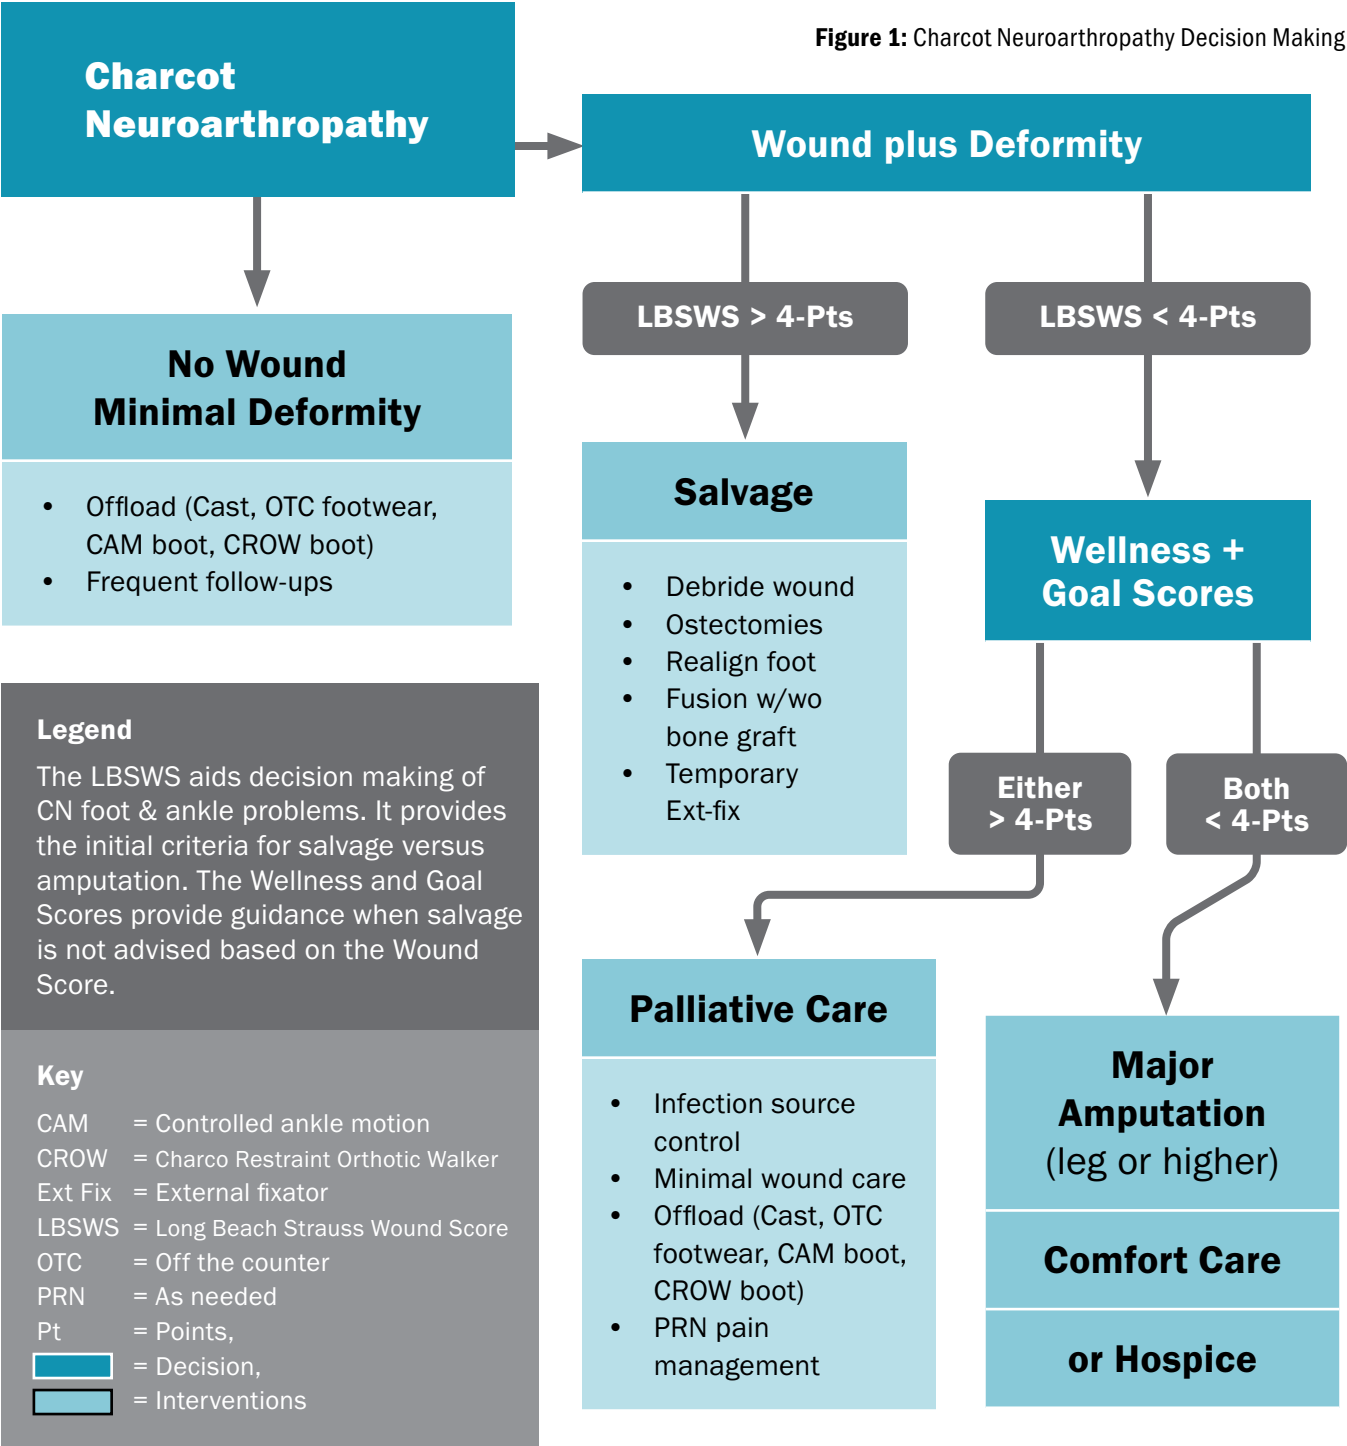 Figure 1: Charcot Neuroarthropathy Decision Making
Charcot
Neuroarthropathy
Wound plus Deformity
LBSWS > 4-Pts
LBSWS < 4-Pts
No Wound
Minimal Deformity
• Offload (Cast, OTC footwear,
CAM boot, CROW boot)
• Frequent follow-ups
Salvage
• Debride wound
• Ostectomies
• Realign foot
• Fusion w/wo
bone graft
• Temporary
Ext-fix
Wellness +
Goal Scores
Either
> 4-Pts
Both
< 4-Pts
Legend
The LBSWS aids decision making of
CN foot & ankle problems. It provides
the initial criteria for salvage versus
amputation. The Wellness and Goal
Scores provide guidance when salvage
is not advised based on the Wound
Score.
Key
CAM = Controlled ankle motion
CROW = Charco Restraint Orthotic Walker
Ext Fix = External fixator
LBSWS = Long Beach Strauss Wound Score
OTC = Off the counter
PRN = As needed
Pt = Points,
= Decision,
= Interventions
Palliative Care
• Infection source
control
• Minimal wound care
• Offload (Cast, OTC
footwear, CAM boot,
CROW boot)
• PRN pain
management
Major
Amputation
(leg or higher)
Comfort Care
or Hospice